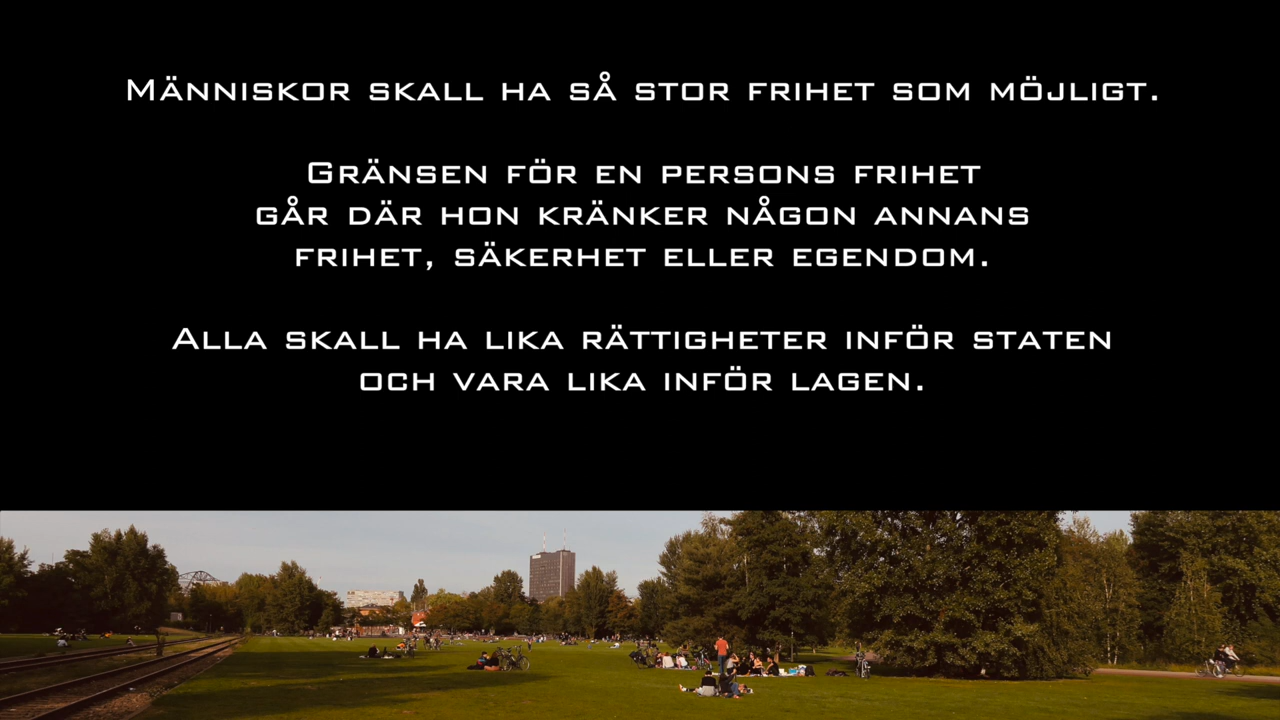 Människor skall ha så stor frihet som möjligt.
Gränsen för en persons frihet
går där hon kränker någon annans
frihet, säkerhet eller egendom.
Alla skall ha lika rättigheter inför staten
och vara lika inför lagen.